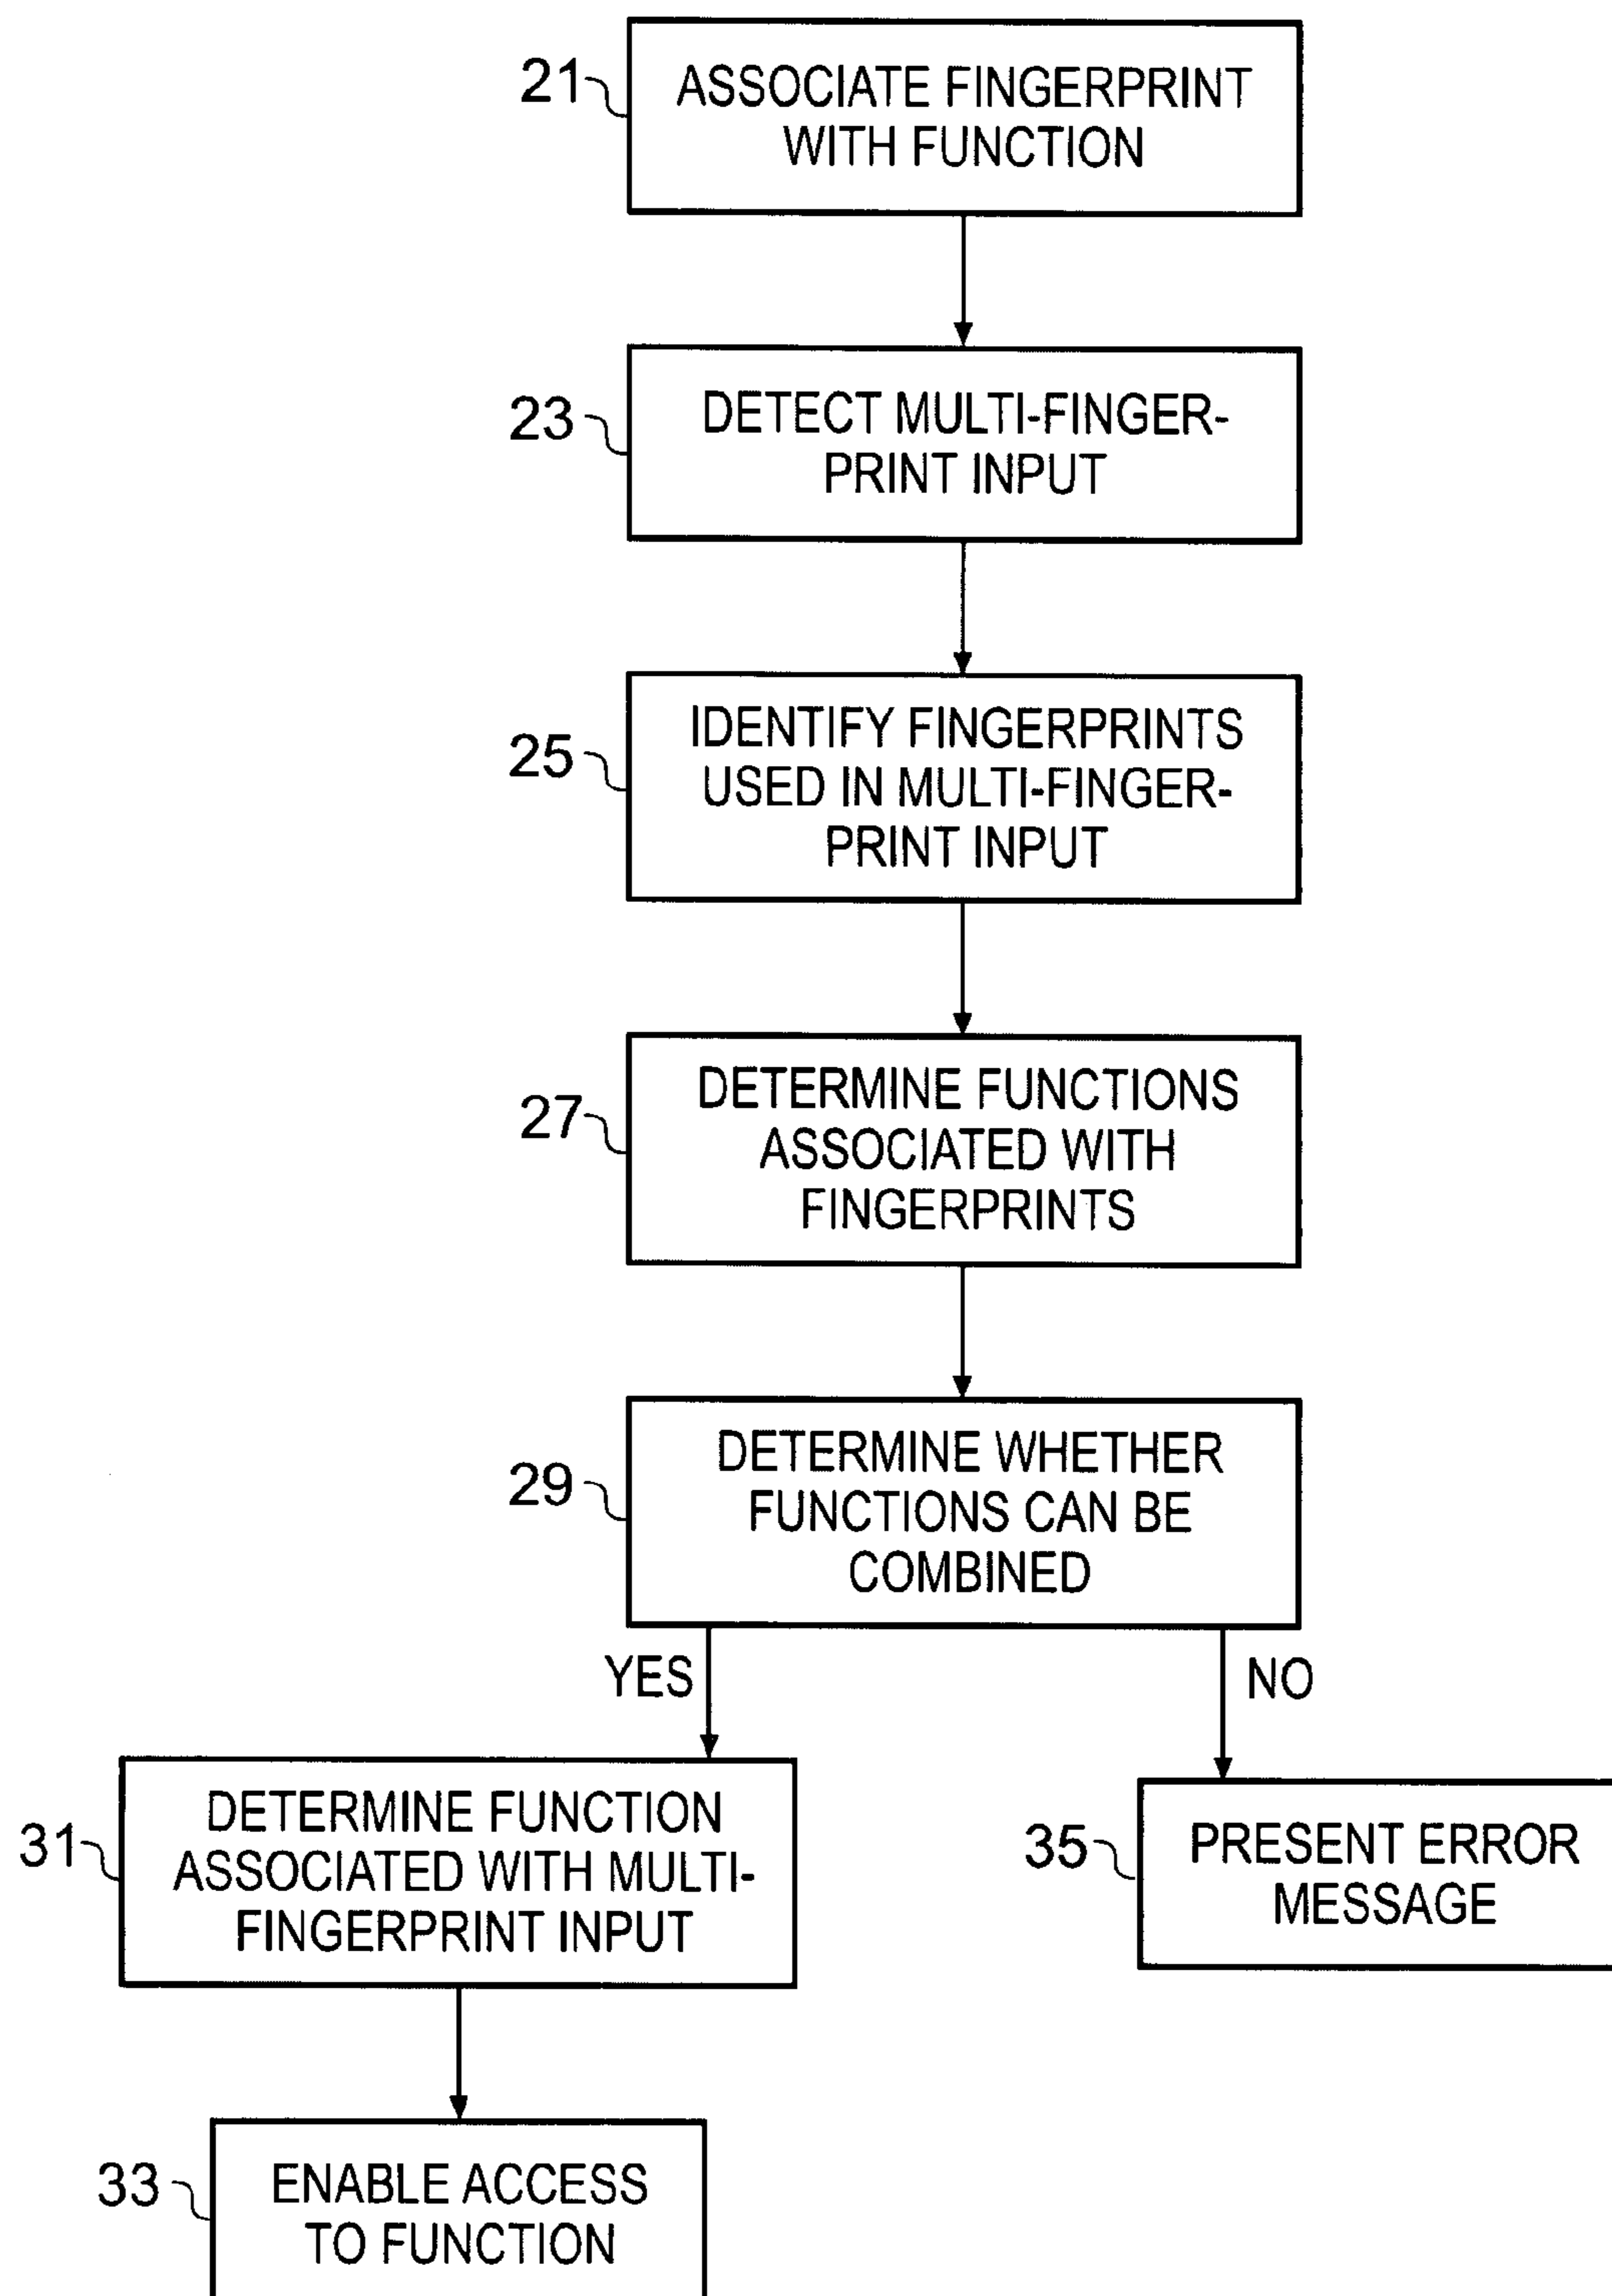 21
ASSOCIATE FINGERPRINT
WITH FUNCTION
23
DETECT MULTI-FINGER-
PRINT INPUT
25
IDENTIFY FINGERPRINTS
USED IN MULTI-FINGER-
PRINT INPUT
27
DETERMINE FUNCTIONS
ASSOCIATED WITH
FINGERPRINTS
29
DETERMINE WHETHER
FUNCTIONS CAN BE
COMBINED
YES
NO
31
DETERMINE FUNCTION
ASSOCIATED WITH MULTI-
FINGERPRINT INPUT
35
PRESENT ERROR
MESSAGE
33
ENABLE ACCESS
TO FUNCTION